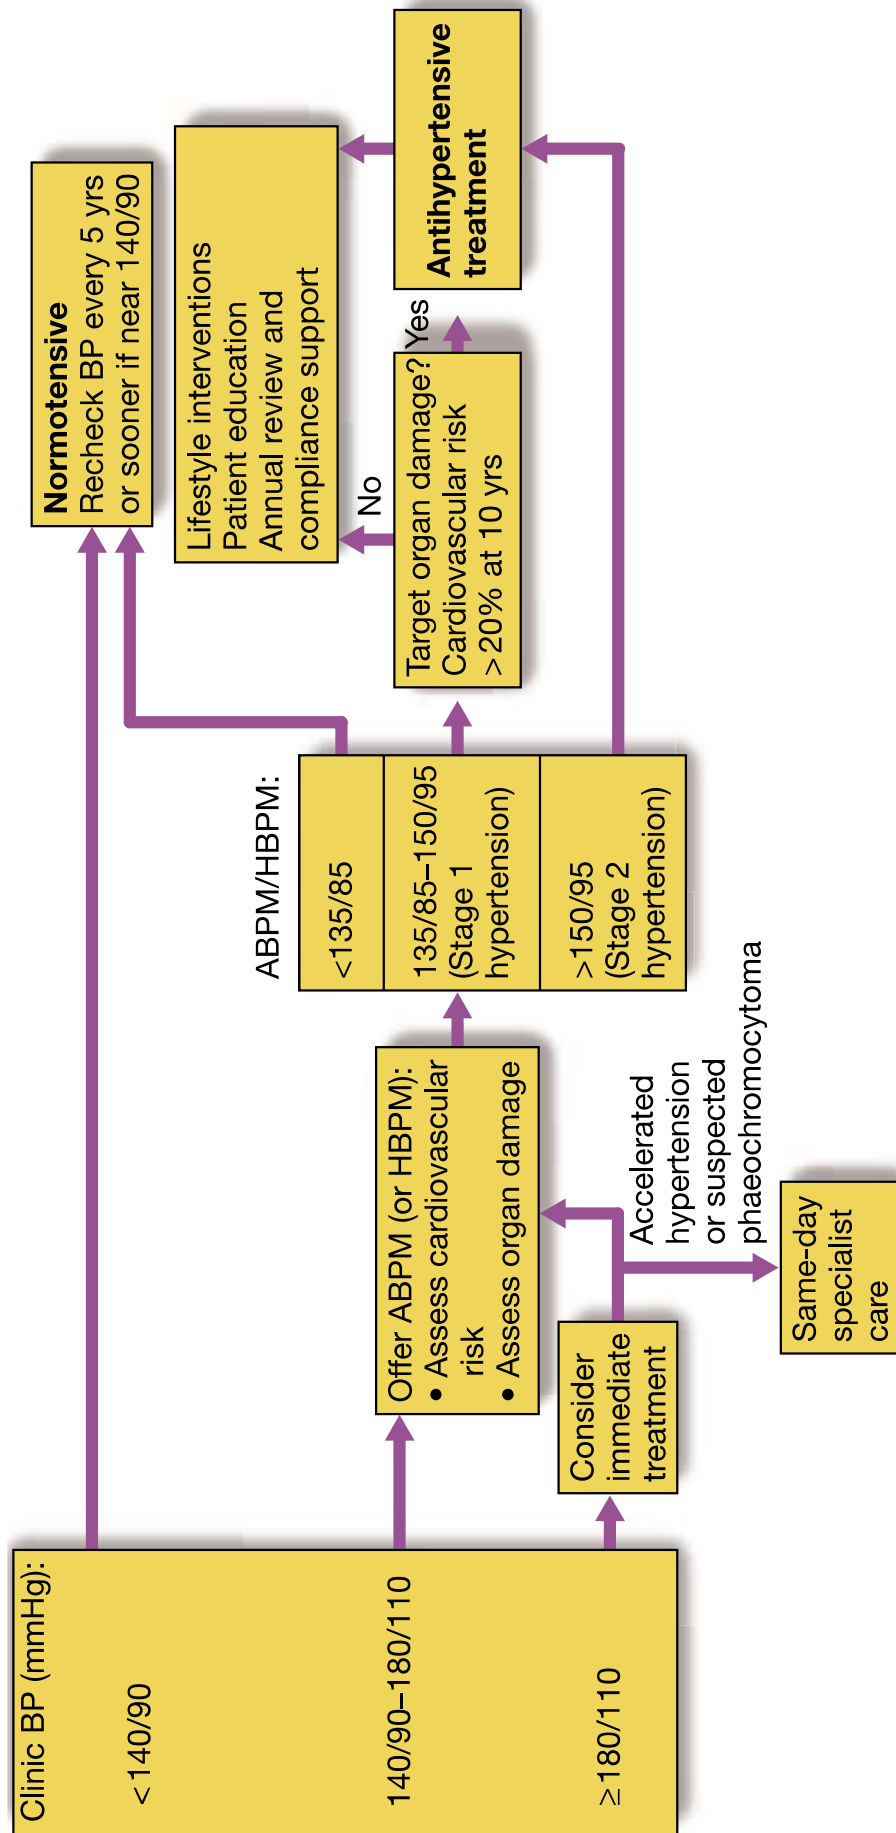 Clinic BP (mmHg):
<140/90
140/90–180/110
≥180/110
Offer ABPM (or HBPM):
• Assess cardiovascular
risk
• Assess organ damage
Consider
immediate
treatment
Accelerated
hypertension
or suspected
phaeochromocytoma
Same-day
specialist
care
ABPM/HBPM:
<135/85
135/85–150/95
(Stage 1
hypertension)
>150/95
(Stage 2
hypertension)
Normotensive
Recheck BP every 5 yrs
or sooner if near 140/90
Lifestyle interventions
Patient education
Annual review and
compliance support
No
Target organ damage?
Cardiovascular risk
>20% at 10 yrs
Yes
Antihypertensive
treatment